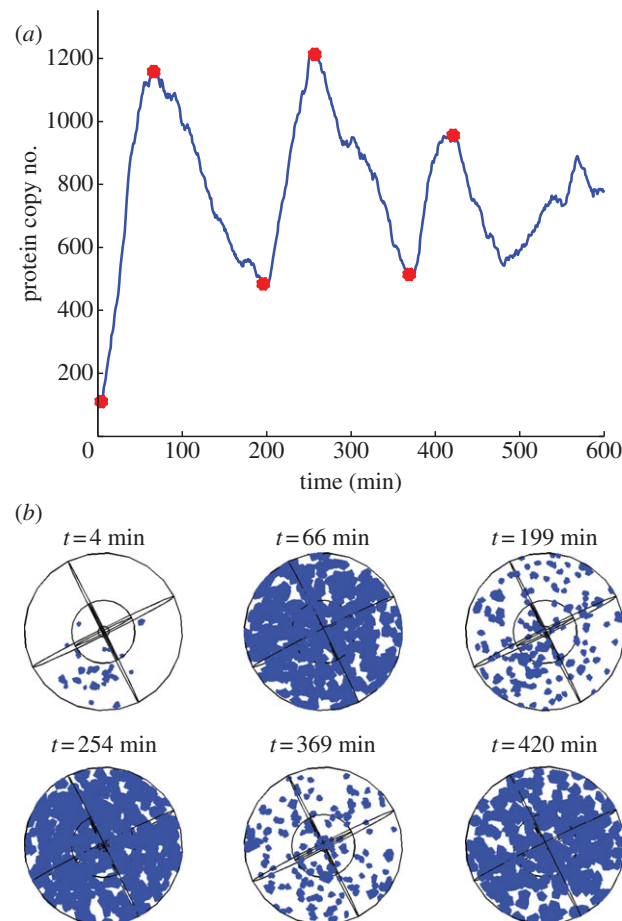 (a)
1200
1000
800
600
400
200
protein copy no.
0 100 200 300 400 500 600
time (min)
(b)
t = 4 min t = 66 min t = 199 min
t = 254 min t = 369 min t = 420 min